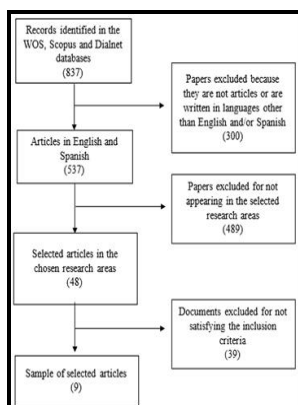 Records identified in the
WOS, Scopus and Dialnet
databases
(837)
Papers excluded because
they are not articles or are
written in languages other
than English and/or Spanish
(300)
Articles in English and
Spanish
(537)
Papers excluded for not
appearing in the selected
research areas
(489)
Selected articles in the
chosen research areas
(48)
Documents excluded for not
satisfying the inclusion
criteria
(39)
Sample of selected articles
(9)